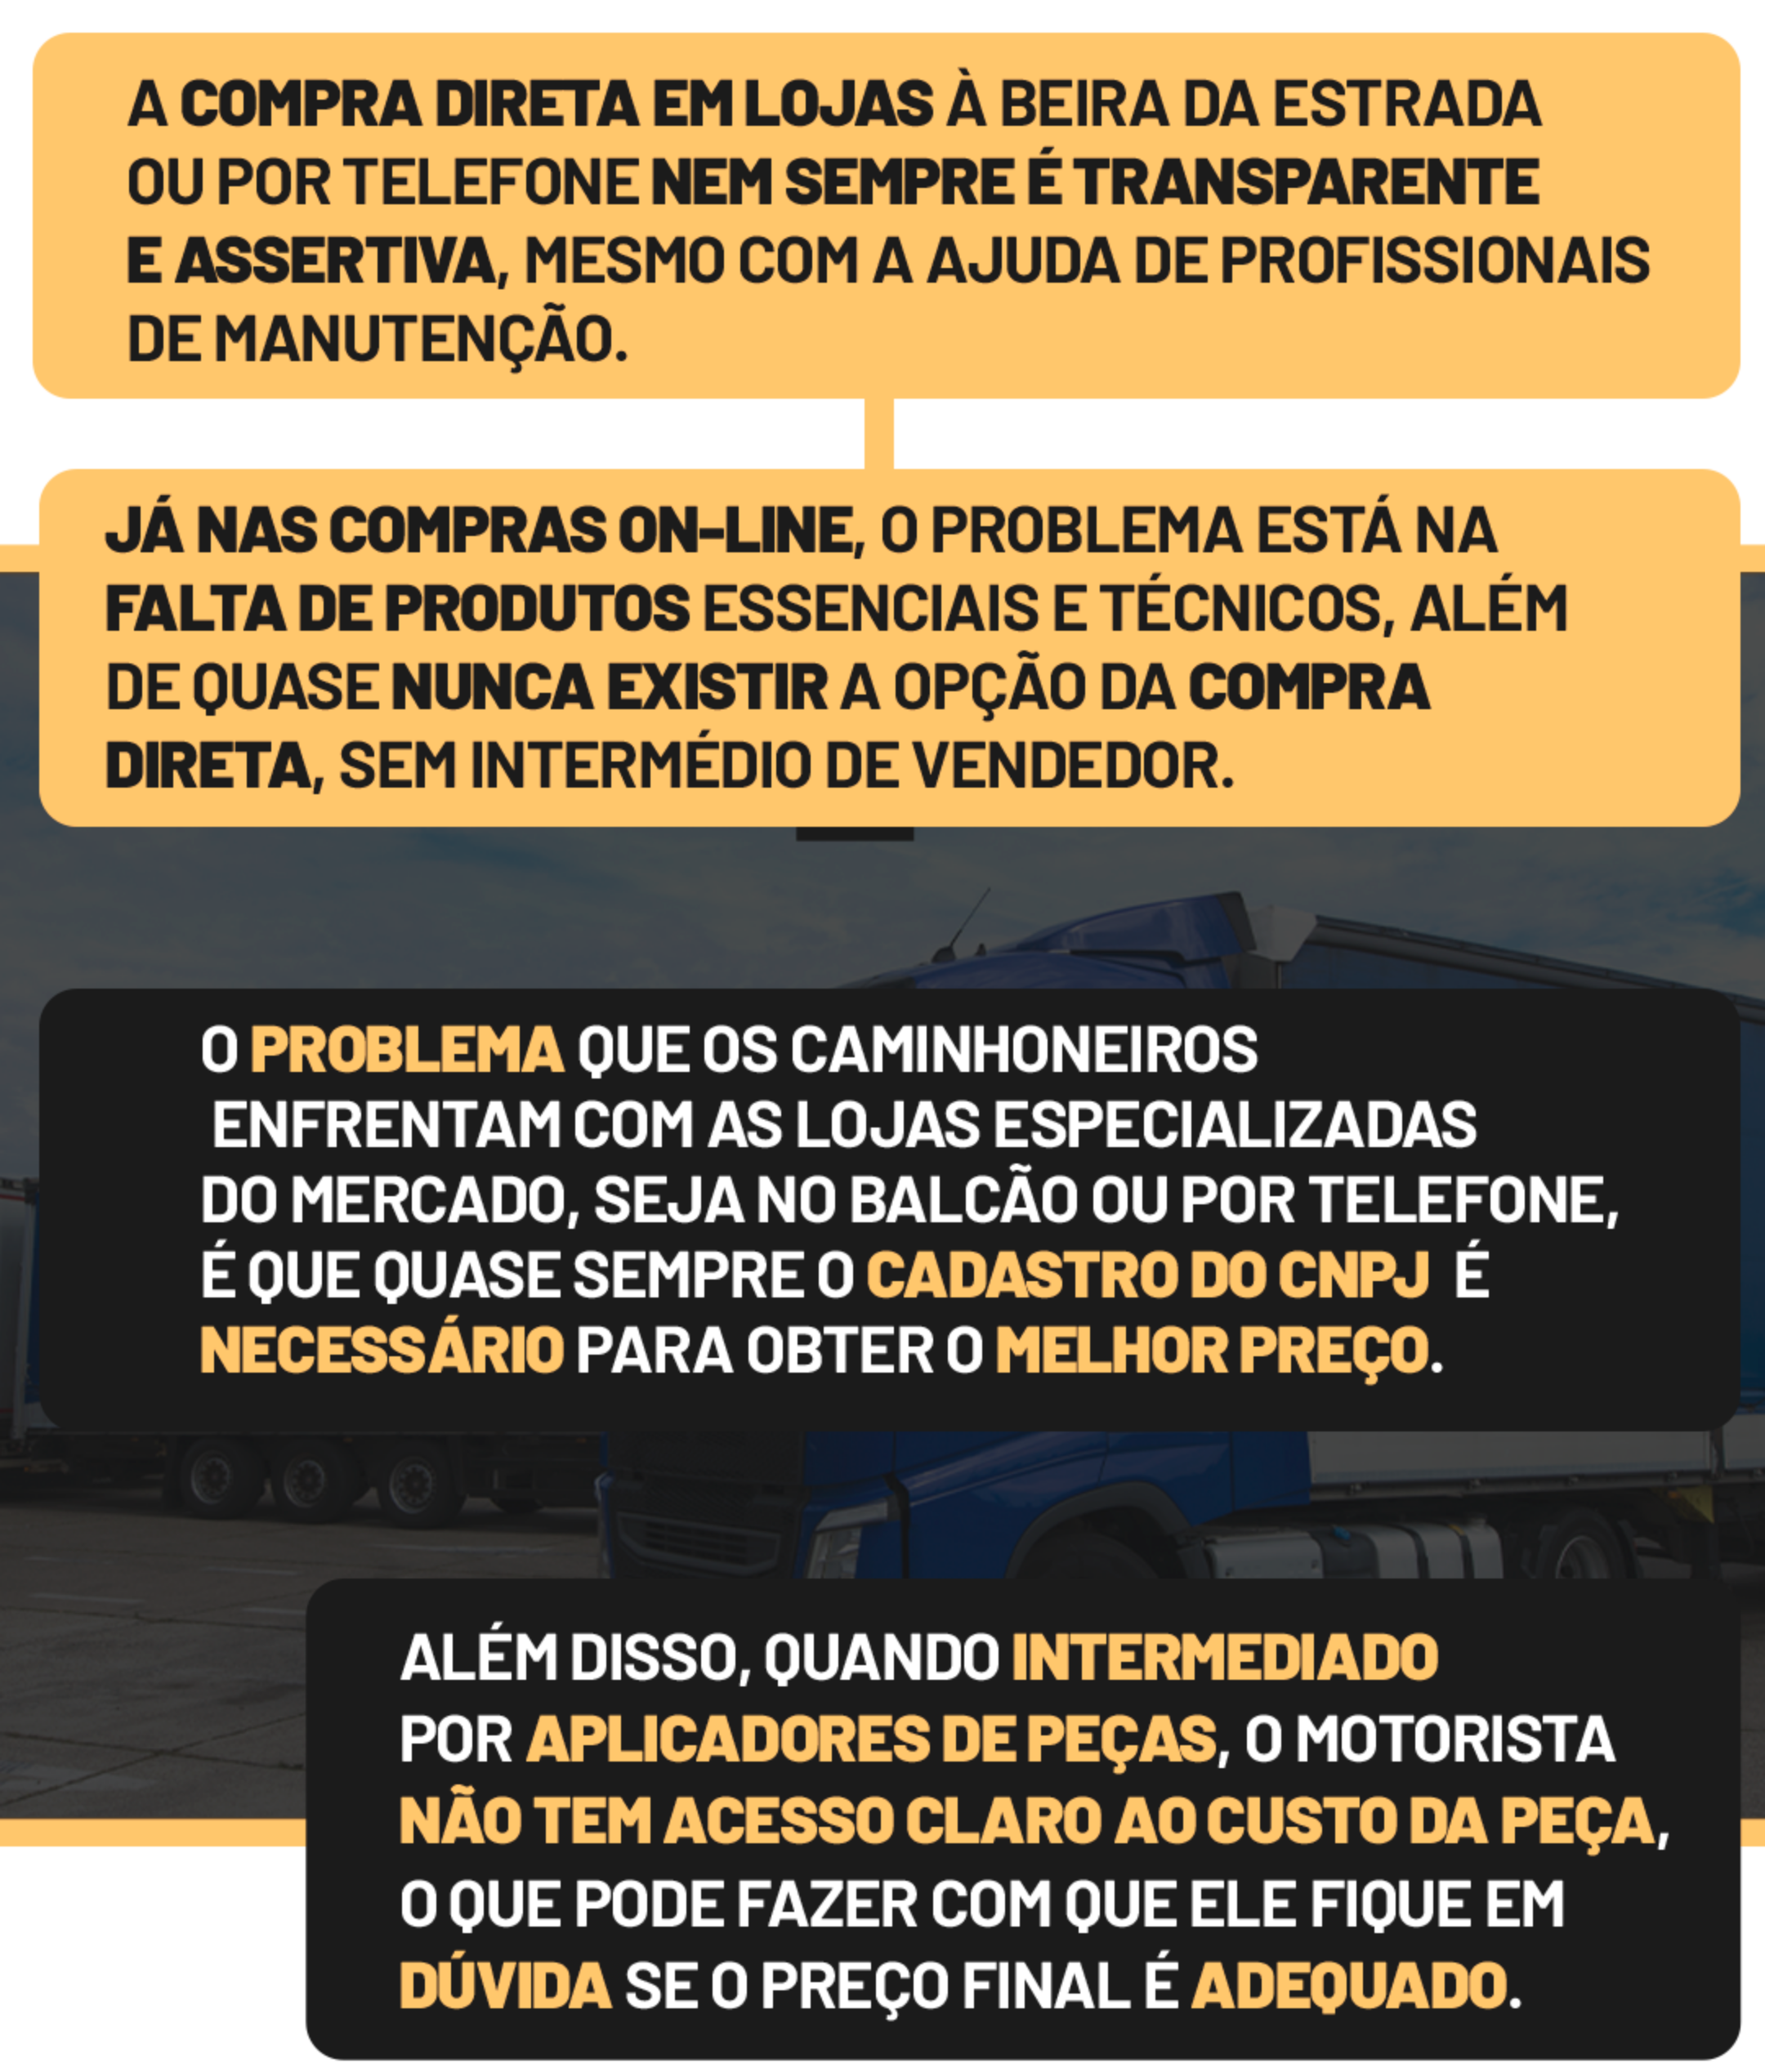 A COMPRA DIRETA EM LOJAS À BEIRA DA ESTRADA
OU POR TELEFONE NEM SEMPRE É TRANSPARENTE
E ASSERTIVA, MESMO COM A AJUDA DE PROFISSIONAIS
DE MANUTENÇÃO.
JÁ NAS COMPRAS ON-LINE, O PROBLEMA ESTÁ NA
FALTA DE PRODUTOS ESSENCIAIS E TÉCNICOS, ALÉM
DE QUASE NUNCA EXISTIR A OPÇÃO DA COMPRA
DIRETA, SEM INTERMÉDIO DE VENDEDOR.
O PROBLEMA QUE OS CAMINHONEIROS
ENFRENTAM COM AS LOJAS ESPECIALIZADAS
DO MERCADO, SEJA NO BALCÃO OU POR TELEFONE,
É QUE QUASE SEMPRE O CADASTRO DO CNPJ É
NECESSÁRIO PARA OBTER O MELHOR PREÇO.
ALÉM DISSO, QUANDO INTERMEDIADO
POR APLICADORES DE PEÇAS, O MOTORISTA
NÃO TEM ACESSO CLARO AO CUSTO DA PEÇA,
O QUE PODE FAZER COM QUE ELE FIQUE EM
DÚVIDA SE O PREÇO FINAL É ADEQUADO.